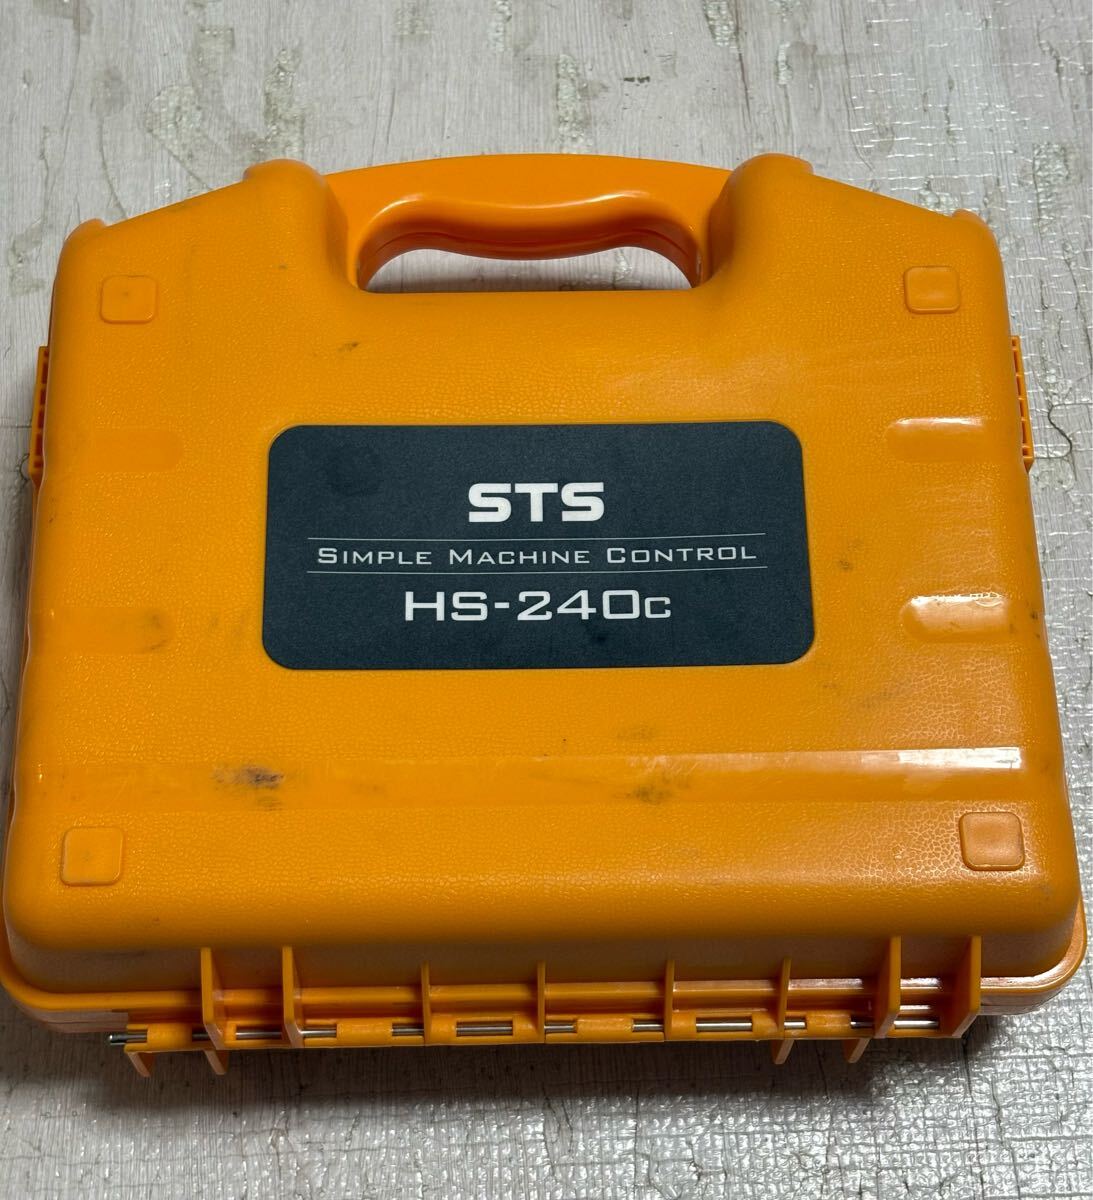 STS
SIMPLE MACHINE CONTROL
HS-240C